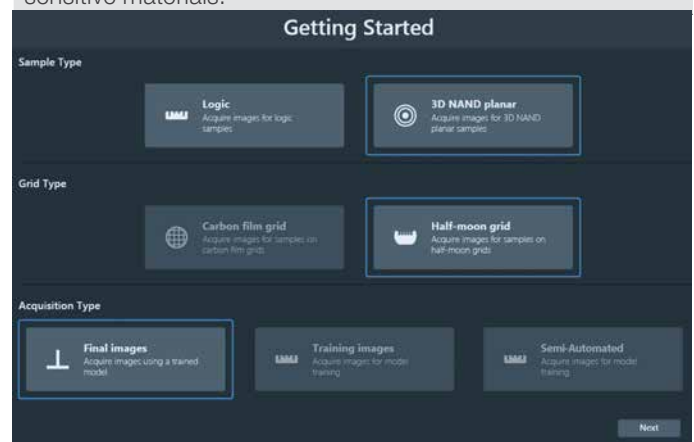 sensitive materials.
Getting Started
Sample Type
Logic
Acquire images for logic
samples
3D NAND planar
Acquire images for 3D NAND
planar samples
Grid Type
Carbon film grid
Acquire images for samples on
carbon film grids
Half-moon grid
Acquire images for samples on
half-moon grids
Acquisition Type
Final images
Acquire images using a trained
model
Training images
Acquire images for model
training
Semi-Automated
Acquire images for model
training
Next